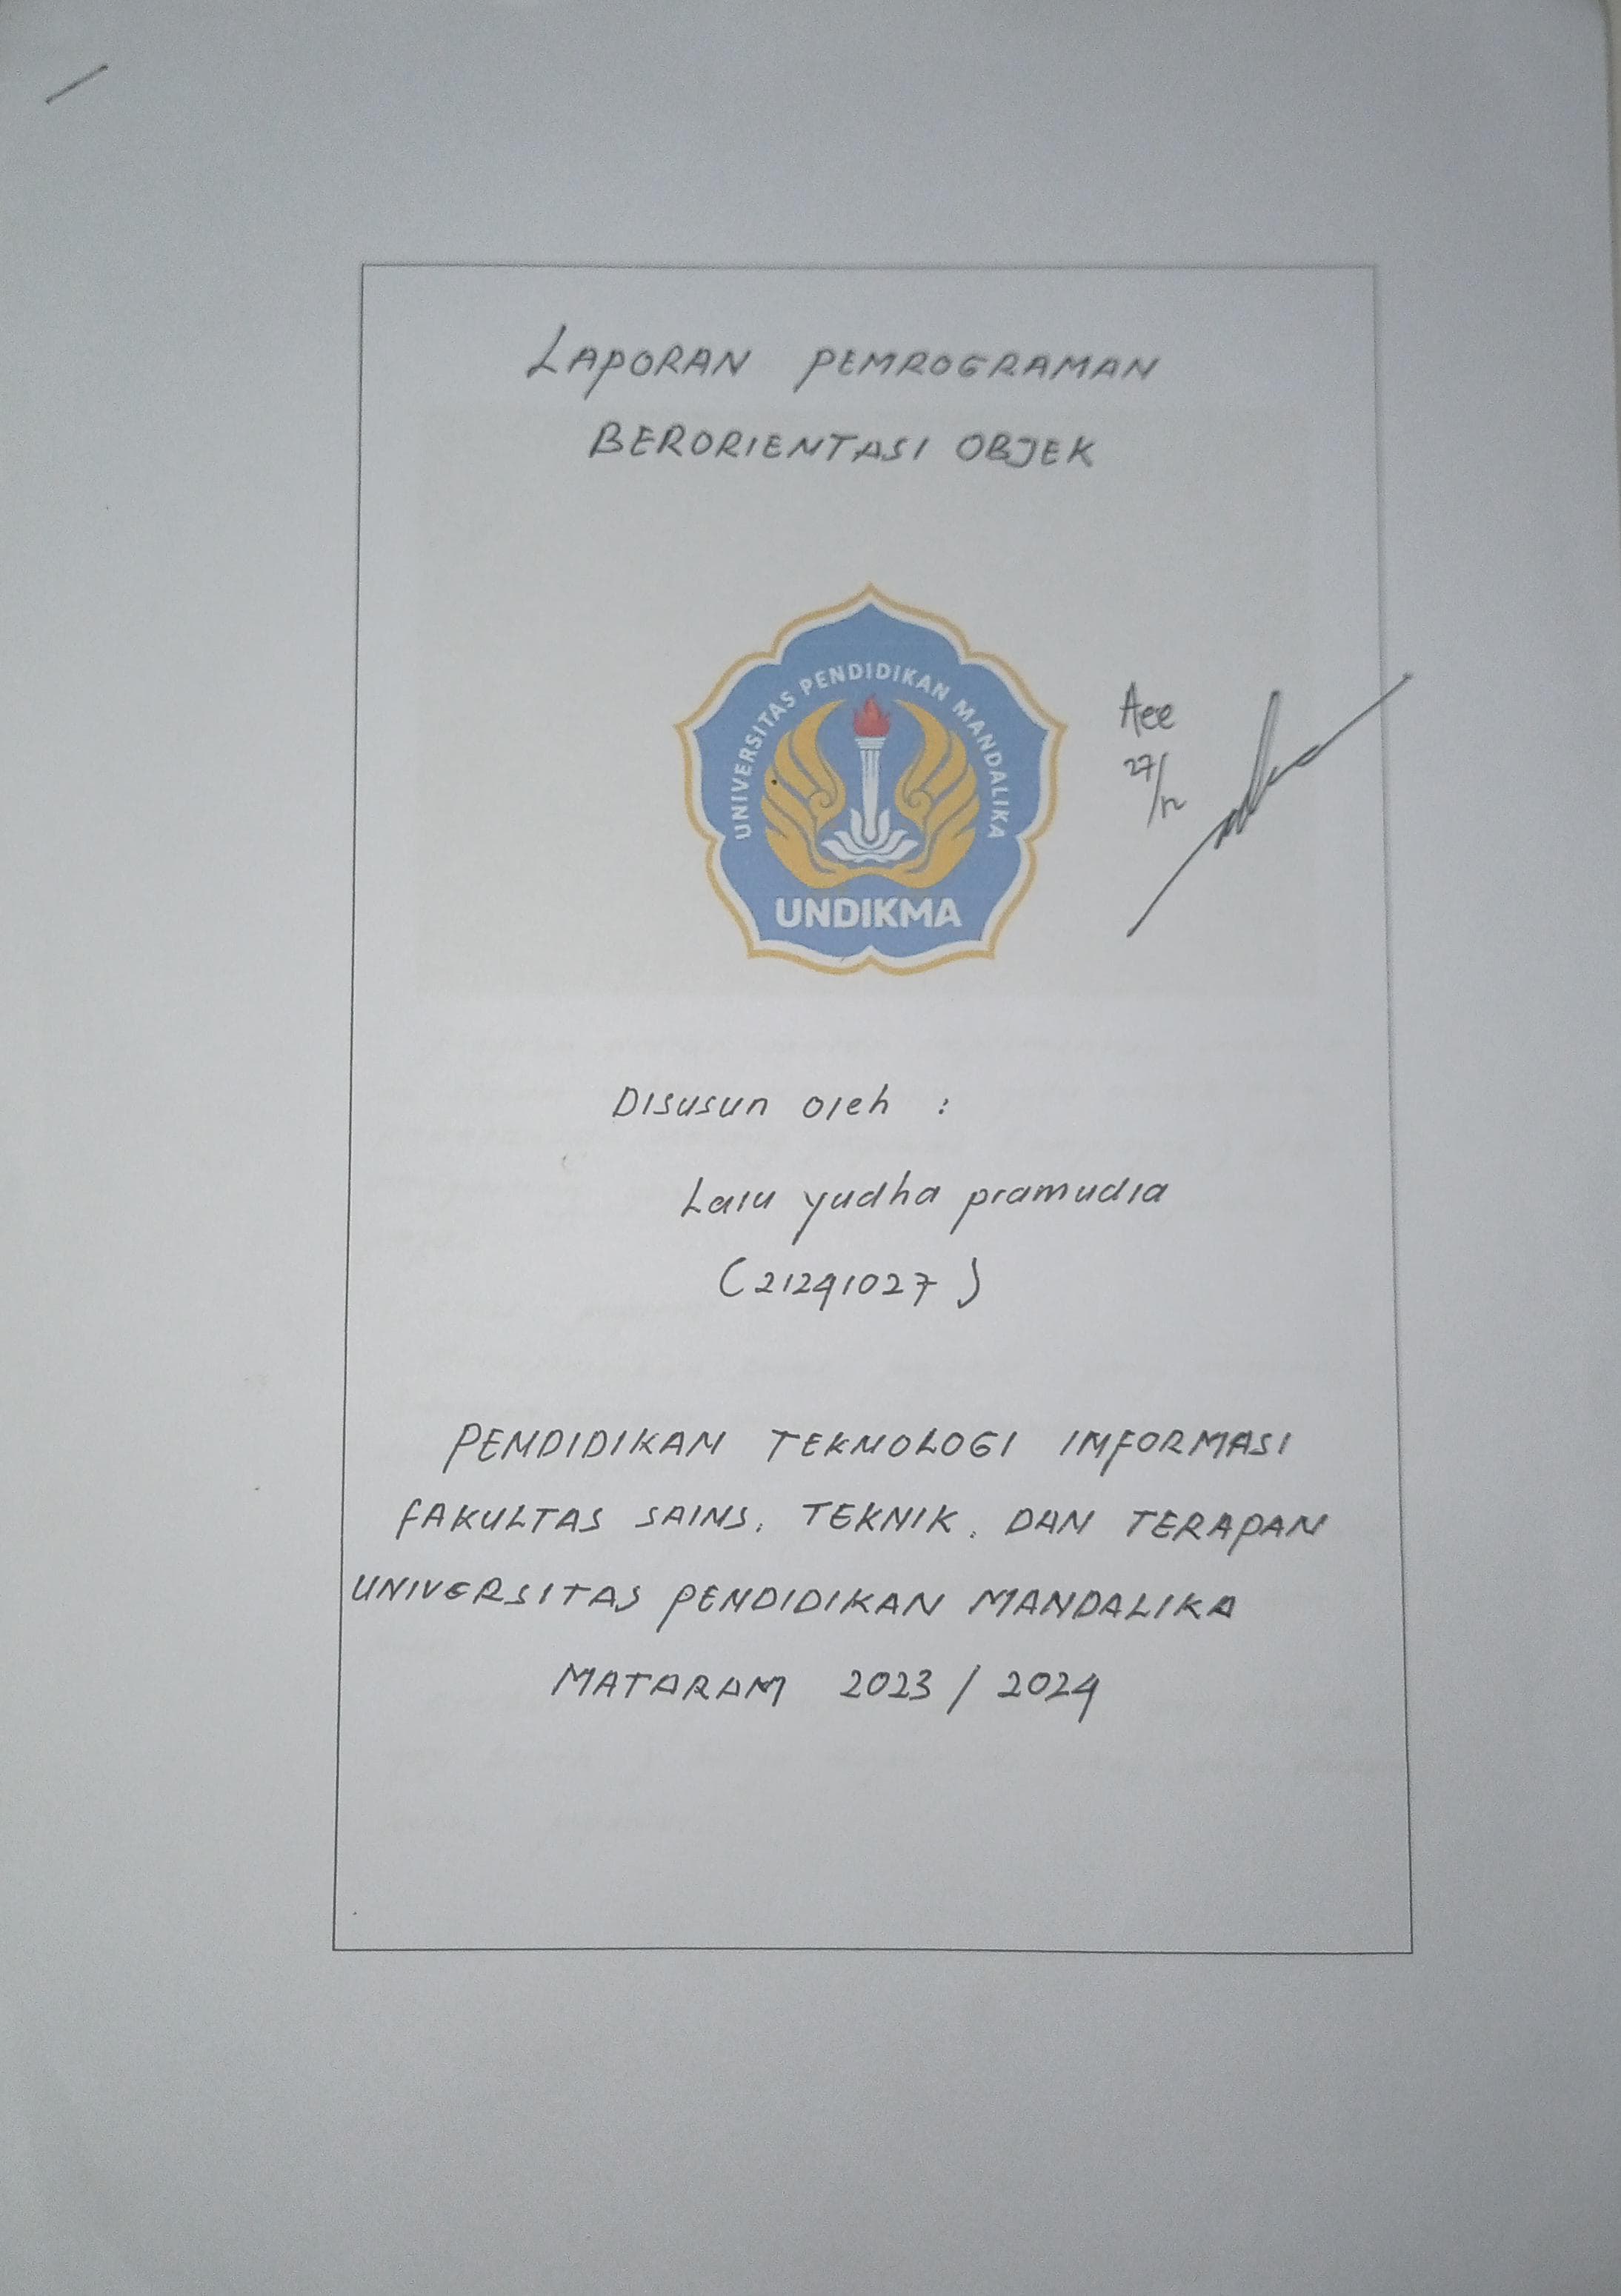 LAPORAN PEMROGRAMAN
BERORIENTASI OBJEK
UNIVERSITAS PENDIDIKAN MANDALIKA
UNDIKMA
Acc
27/12
Disusun oleh :
Lalu yudha pramudia
(21241027)
PENDIDIKAN TEKNOLOGI INFORMASI
FAKULTAS SAINS, TEKNIK, DAN TERAPAN
UNIVERSITAS PENDIDIKAN MANDALIKA
MATARAM 2023 / 2024